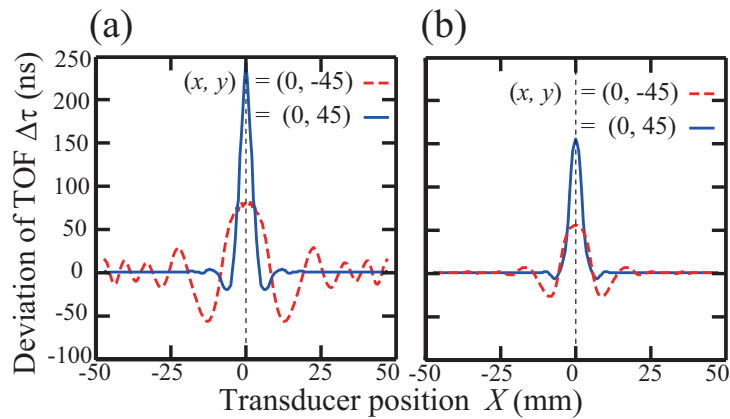 (a)
(b)
Deviation of TOF Δτ (ns)
250
200
150
100
50
0
-50
-100
(x, y) = (0, -45)
= (0, 45)
(x, y) = (0, -45)
= (0, 45)
-50 -25 0 25 50
-50 -25 0 25 50
Transducer position X (mm)